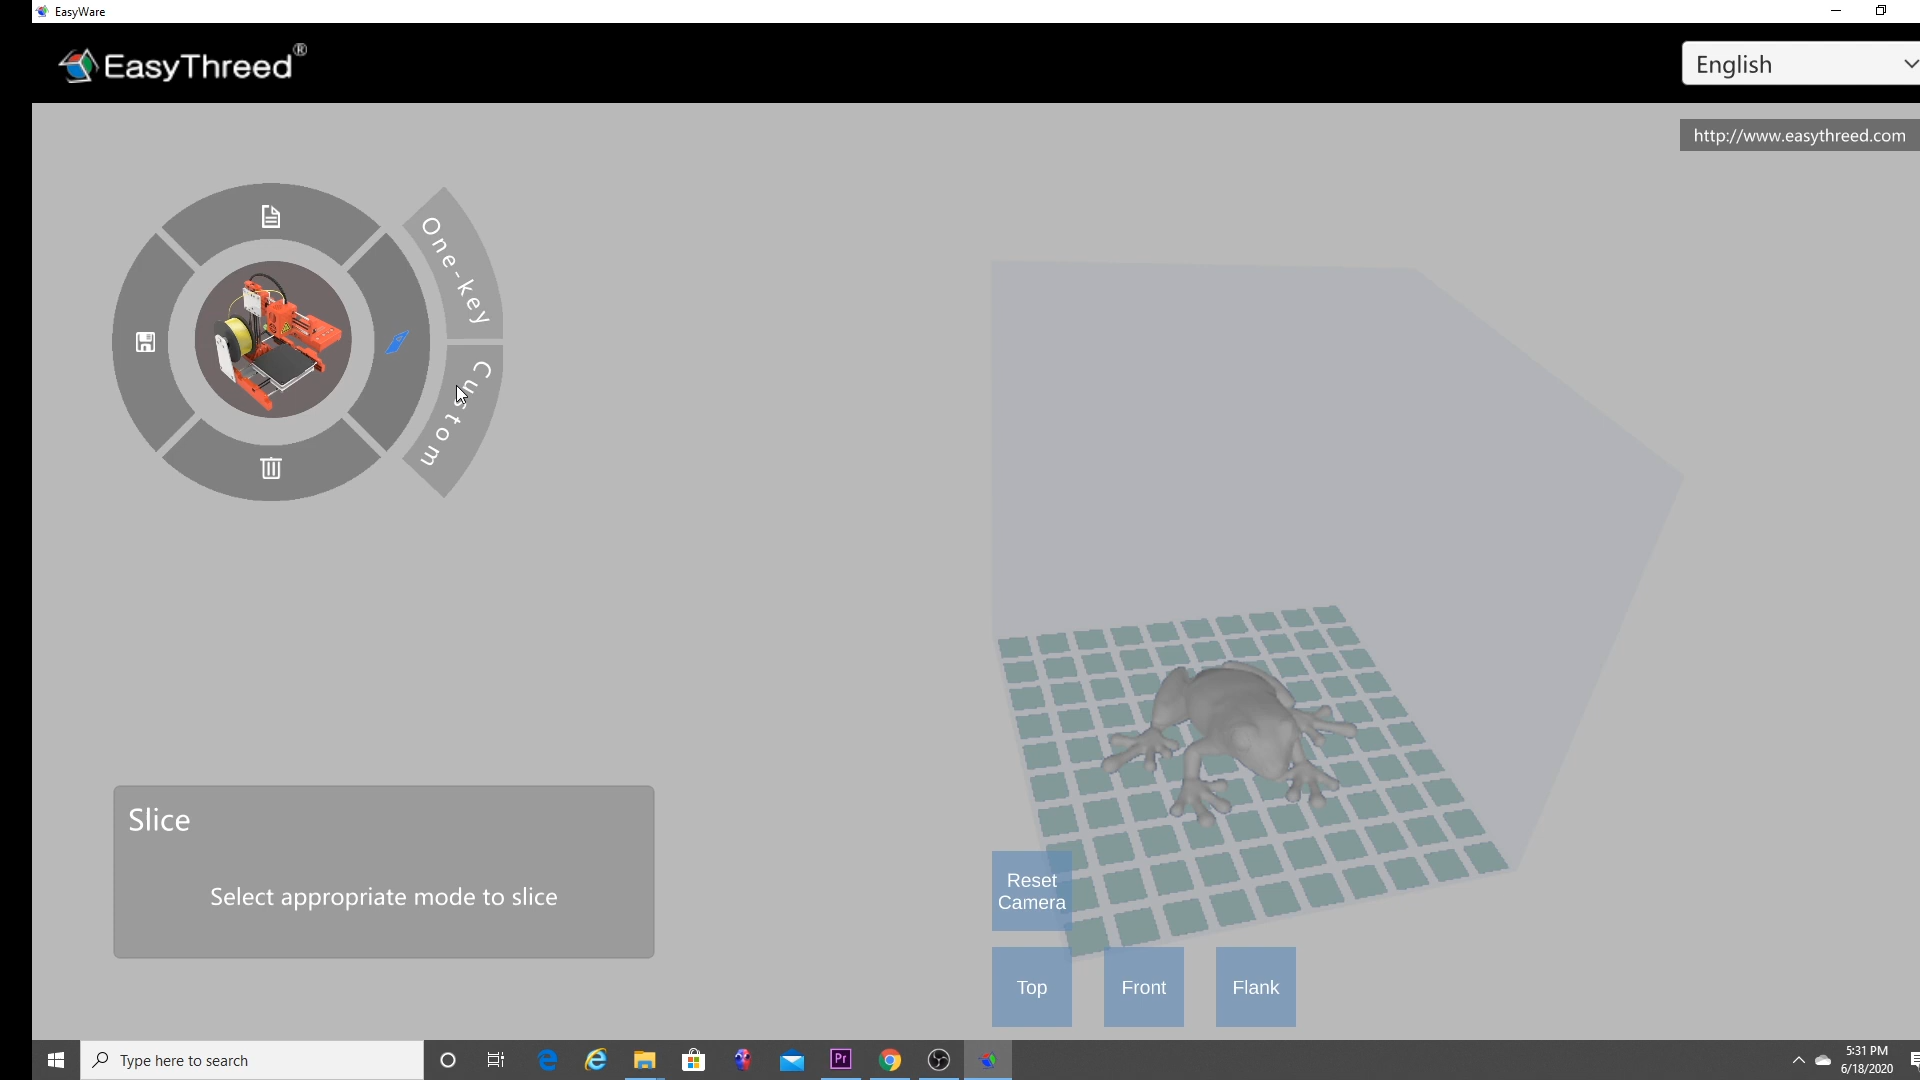 EasyWare
EasyThreed®
English
http://www.easythreed.com
One-key
Custom
Slice
Select appropriate mode to slice
Reset
Camera
Top
Front
Flank
Type here to search
Pr
5:31 PM
6/18/2020